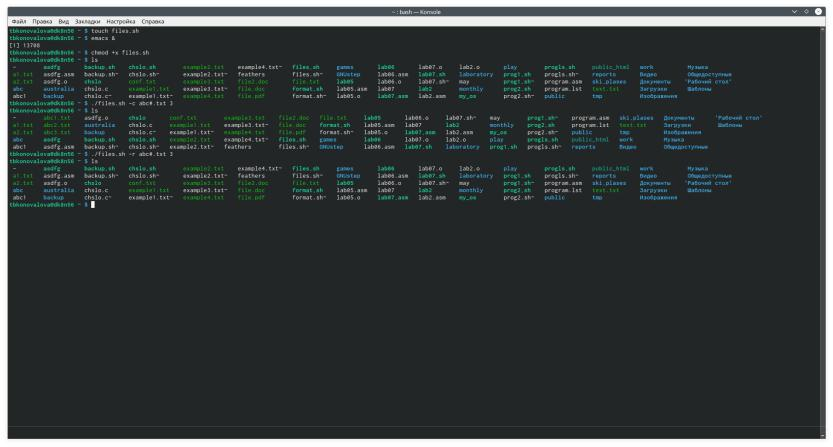 ~ : bash — Konsole
Файл Правка Вид Закладки Настройка Справка
tbkonovalova@dk8n56 ~ $ touch files.sh
tbkonovalova@dk8n56 ~ $ emacs &
[1] 13708
tbkonovalova@dk8n56 ~ $ chmod +x files.sh
tbkonovalova@dk8n56 ~ $ ls
~ asdfg backup.sh chslo.sh example2.txt example4.txt~ files.sh games lab06 lab07.o lab2.o play progls.sh public_html work Музыка
a1.txt asdfg.asm backup.sh~ chslo.sh~ example2.txt~ feathers files.sh~ GNUstep lab06.asm lab07.sh laboratory prog1.sh progls.sh~ reports Видео Общедоступные
a2.txt asdfg.o chslo conf.txt example3.txt file2.doc file.txt lab05 lab06.o lab07.sh~ may prog1.sh~ program.asm ski_plases Документы 'Рабочий стол'
abc australia chslo.c example1.txt example3.txt~ file.doc format.sh lab05.asm lab07 lab2 monthly prog2.sh program.lst text.txt Загрузки Шаблоны
abc1 backup chslo.o example1.txt~ example4.txt file.pdf format.sh~ lab05.o lab07.asm lab2.asm my_os prog2.sh~ public tmp Изображения
tbkonovalova@dk8n56 ~ $ ./files.sh -c abc#.txt 3
tbkonovalova@dk8n56 ~ $ ls
~ abc1.txt asdfg.o chslo conf.txt example3.txt file2.doc file.txt lab05 lab06.o lab07.sh~ may prog1.sh~ program.asm ski_plases Документы 'Рабочий стол'
a1.txt abc2.txt australia chslo.c example1.txt example3.txt~ file.doc format.sh lab05.asm lab07 lab2 monthly prog2.sh program.lst text.txt Загрузки Шаблоны
a2.txt abc3.txt backup chslo.o example1.txt~ example4.txt file.pdf format.sh~ lab05.o lab07.asm lab2.asm my_os prog2.sh~ public tmp Изображения
abc asdfg backup.sh chslo.sh example2.txt example4.txt~ files.sh games lab06 lab07.o lab2.o play progls.sh public_html work Музыка
abc1 asdfg.asm backup.sh~ chslo.sh~ example2.txt~ feathers files.sh~ GNUstep lab06.asm lab07.sh laboratory prog1.sh progls.sh~ reports Видео Общедоступные
tbkonovalova@dk8n56 ~ $ ./files.sh -r abc#.txt 3
tbkonovalova@dk8n56 ~ $ ls
~ asdfg backup.sh chslo.sh example2.txt example4.txt~ files.sh games lab06 lab07.o lab2.o play progls.sh public_html work Музыка
a1.txt asdfg.asm backup.sh~ chslo.sh~ example2.txt~ feathers files.sh~ GNUstep lab06.asm lab07.sh laboratory prog1.sh progls.sh~ reports Видео Общедоступные
a2.txt asdfg.o chslo conf.txt example3.txt file2.doc file.txt lab05 lab06.o lab07.sh~ may prog1.sh~ program.asm ski_plases Документы 'Рабочий стол'
abc australia chslo.c example1.txt example3.txt~ file.doc format.sh lab05.asm lab07 lab2 monthly prog2.sh program.lst text.txt Загрузки Шаблоны
abc1 backup chslo.o example1.txt~ example4.txt file.pdf format.sh~ lab05.o lab07.asm lab2.asm my_os prog2.sh~ public tmp Изображения
tbkonovalova@dk8n56 ~ $